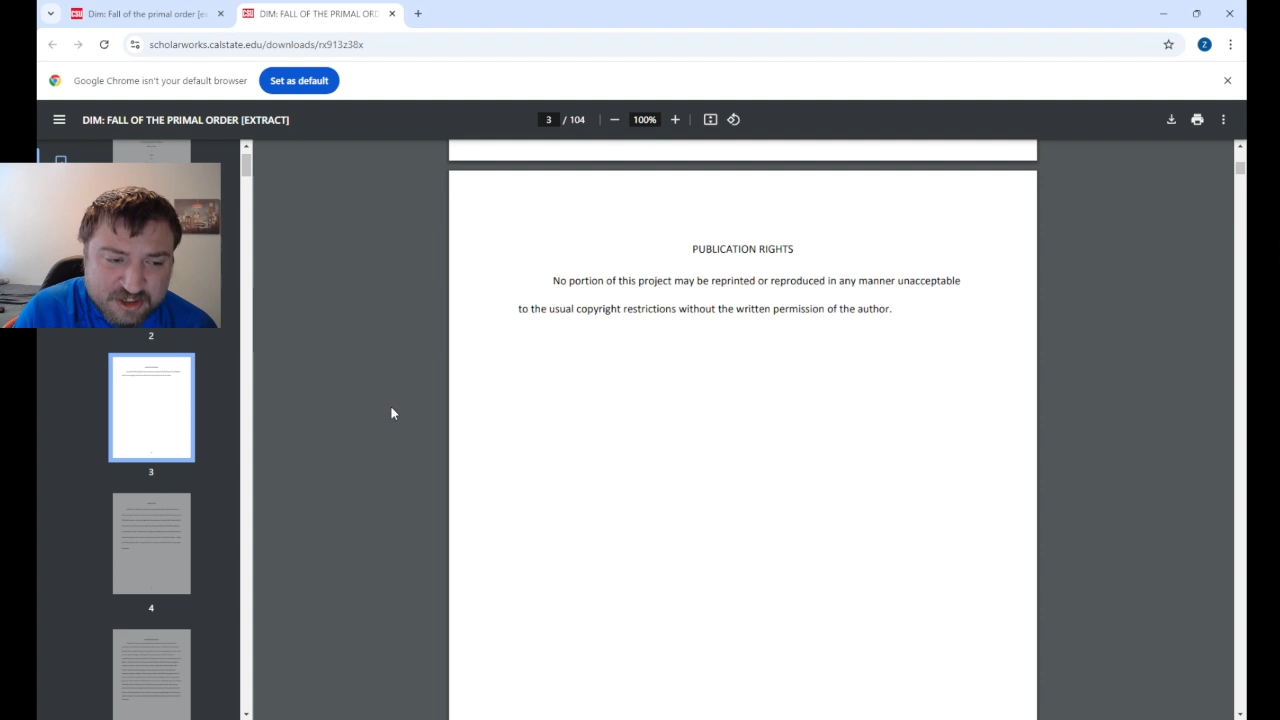 DIM: Fall of the primal order [ex
DIM: FALL OF THE PRIMAL ORD
scholarworks.calstate.edu/downloads/rx913z38x
Z
Google Chrome isn't your default browser
Set as default
DIM: FALL OF THE PRIMAL ORDER [EXTRACT]
3 / 104
100%
PUBLICATION RIGHTS
No portion of this project may be reprinted or reproduced in any manner unacceptable
to the usual copyright restrictions without the written permission of the author.
2
3
4